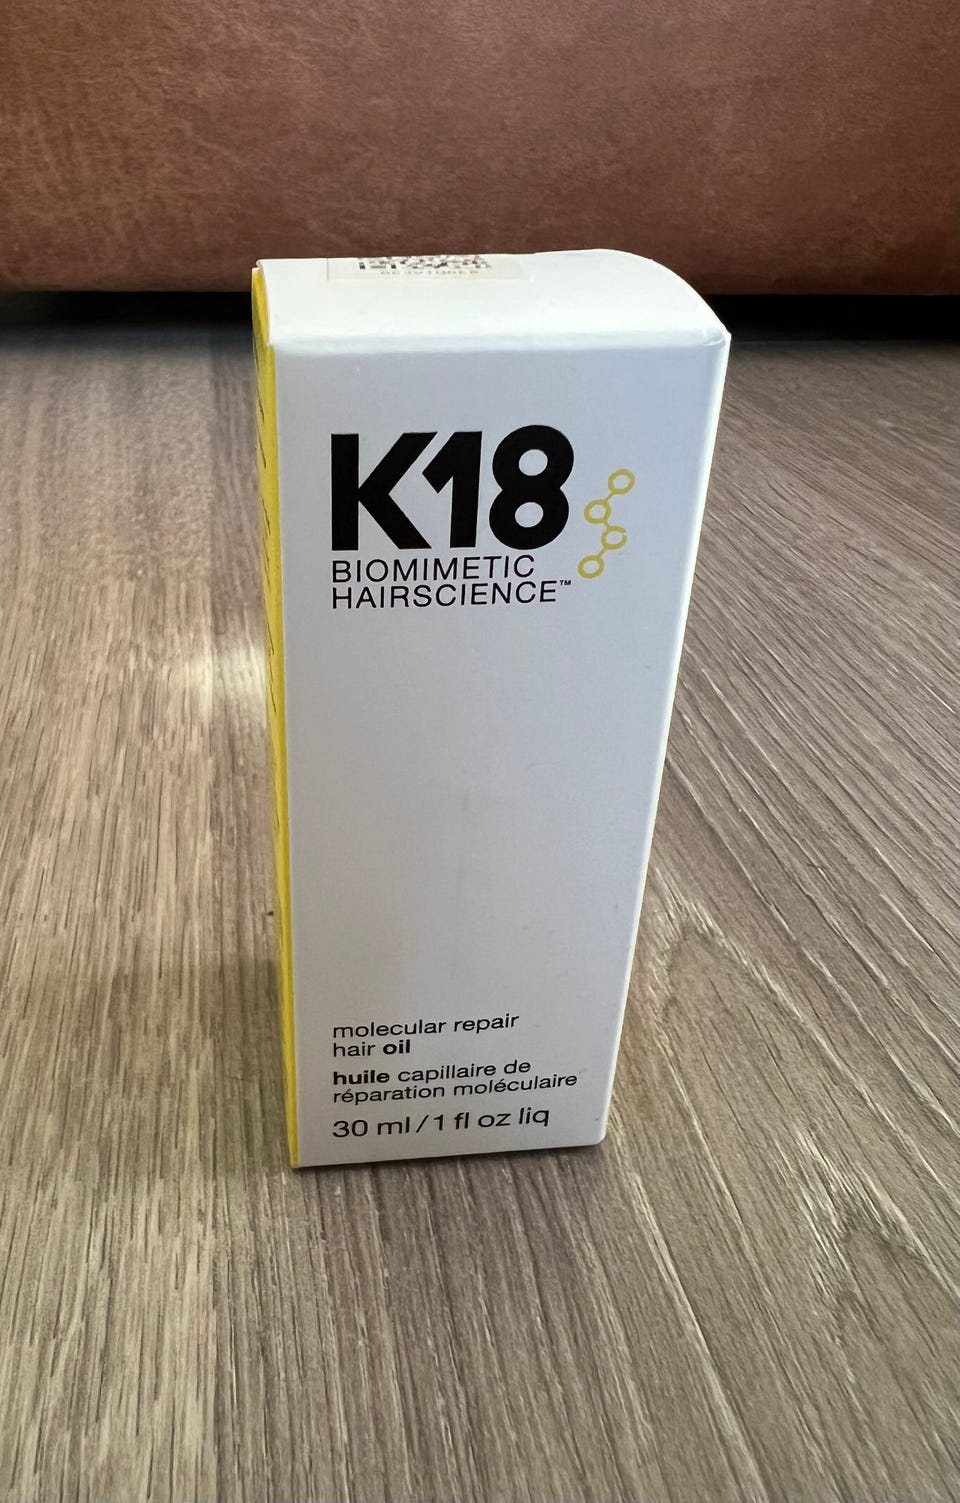 K18
BIOMIMETIC
HAIRSCIENCE™
molecular repair
hair oil
huile capillaire de
réparation moléculaire
30 ml/1 fl oz liq